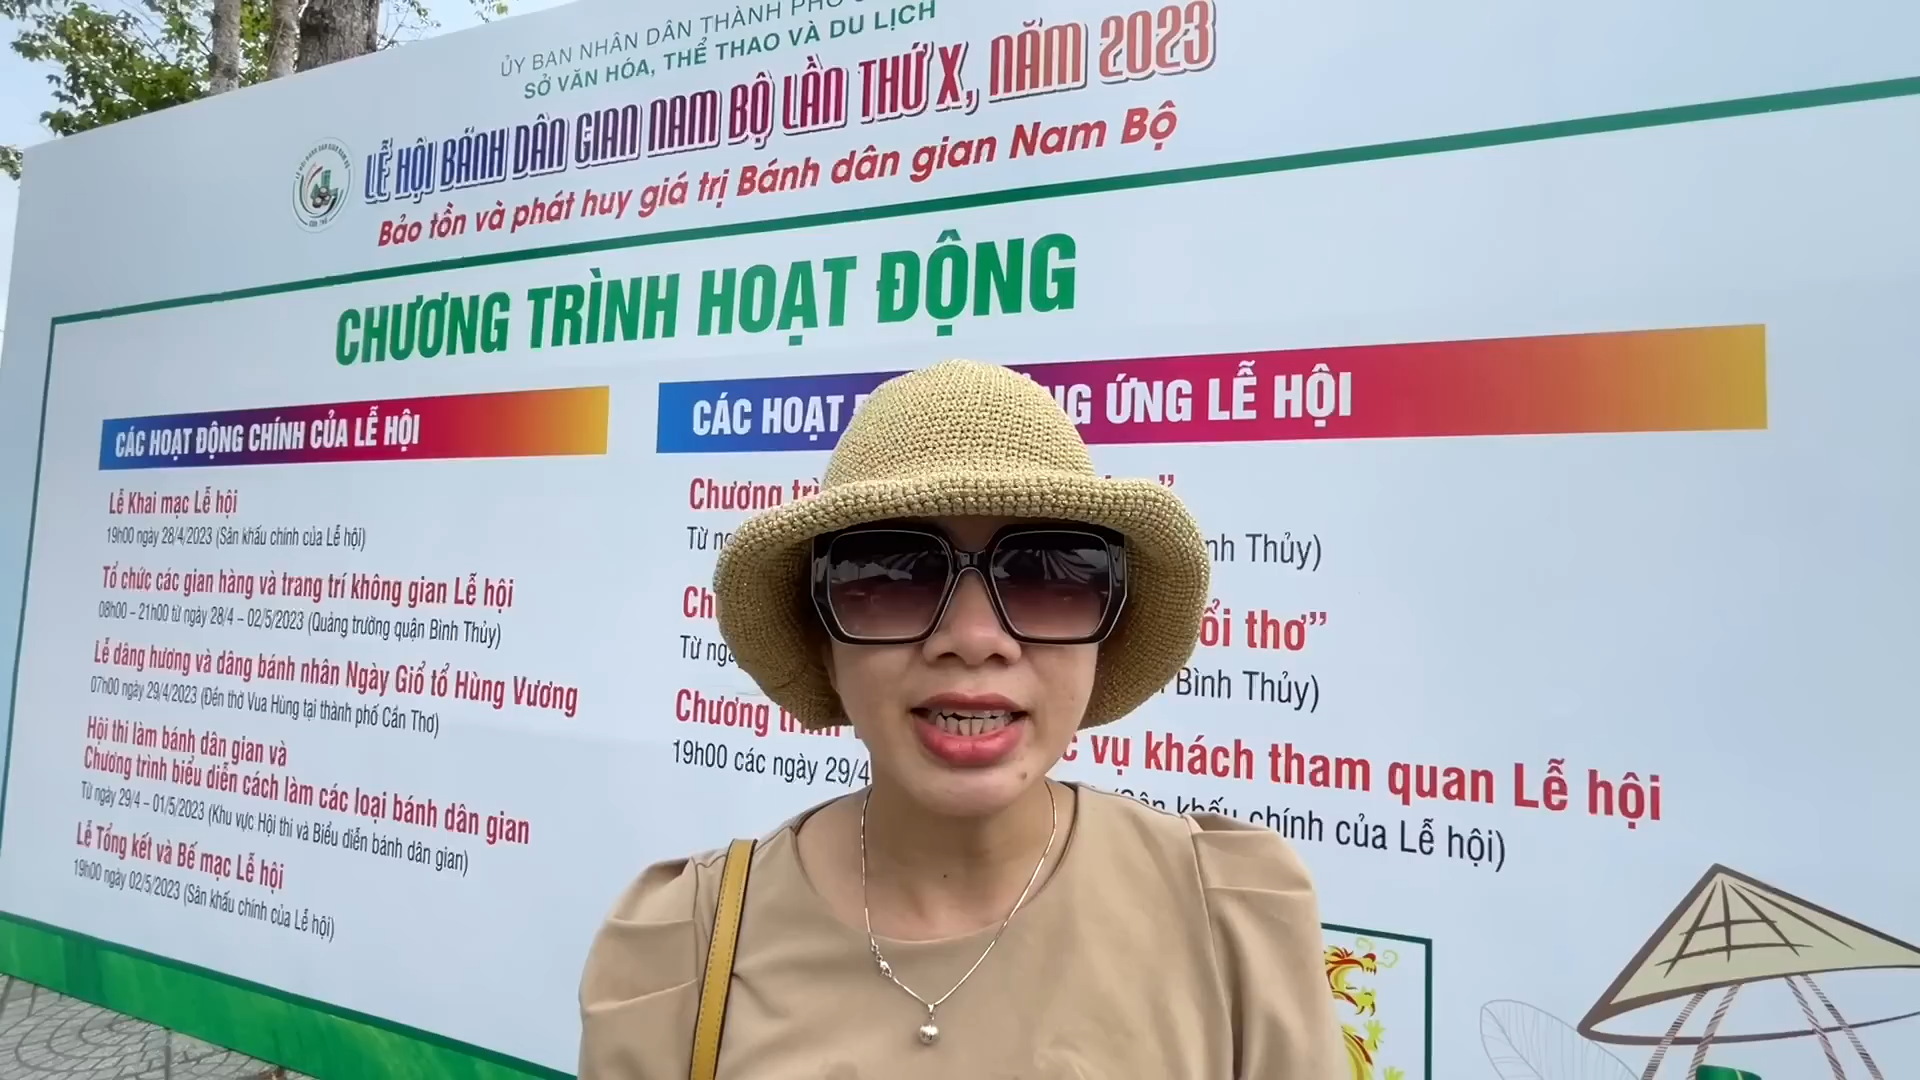 ỦY BAN NHÂN DÂN THÀNH PHỐ
SỞ VĂN HÓA, THỂ THAO VÀ DU LỊCH
LỄ HỘI BÁNH DÂN GIAN NAM BỘ LẦN THỨ X, NĂM 2023
Bảo tồn và phát huy giá trị Bánh dân gian Nam Bộ
CHƯƠNG TRÌNH HOẠT ĐỘNG
CÁC HOẠT ĐỘNG CHÍNH CỦA LỄ HỘI
Lễ Khai mạc Lễ hội
19h00 ngày 28/4/2023 (Sân khấu chính của Lễ hội)
Tổ chức các gian hàng và trang trí không gian Lễ hội
08h00 – 21h00 từ ngày 28/4 – 02/5/2023 (Quảng trường quận Bình Thủy)
Lễ dâng hương và dâng bánh nhân Ngày Giổ tổ Hùng Vương
07h00 ngày 29/4/2023 (Đền thờ Vua Hùng tại thành phố Cần Thơ)
Hội thi làm bánh dân gian và
Chương trình biểu diễn cách làm các loại bánh dân gian
Từ ngày 29/4 – 01/5/2023 (Khu vực Hội thi và Biểu diễn bánh dân gian)
Lễ Tổng kết và Bế mạc Lễ hội
19h00 ngày 02/5/2023 (Sân khấu chính của Lễ hội)
CÁC HOẠT ỨNG LỄ HỘI
Chương
Từ Thủy)
thơ”
Từ Bình Thủy)
Chương vụ khách tham quan Lễ hội
19h00 các ngày 29/4 (Sân khấu chính của Lễ hội)